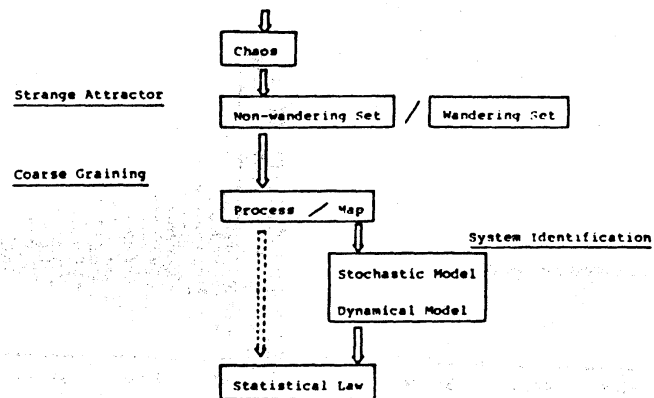 Chaos
Strange Attractor
Non-wandering Set / Wandering Set
Coarse Graining
Process / Map
System Identification
Stochastic Model
Dynamical Model
Statistical Law